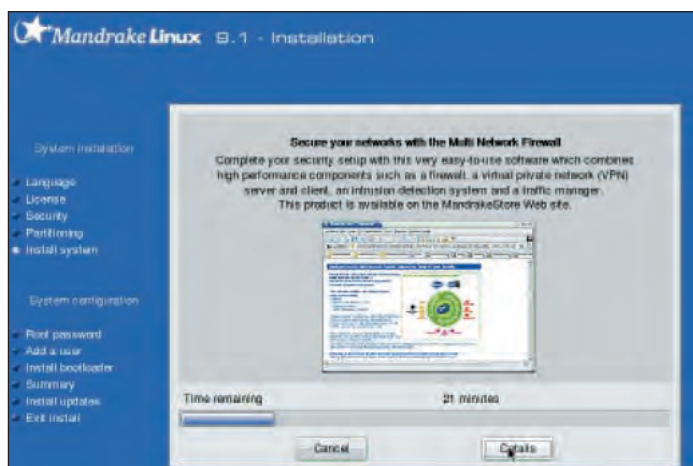 Mandrake Linux 9.1 - Installation
System installation
Language
License
Security
Partitioning
Install system
System configuration
Root password
Add a user
Install bootloader
Summary
Install updates
Exit install
Secure your networks with the Multi Network Firewall
Complete your security setup with this very easy-to-use software which combines
high performance components such as a firewall, a virtual private network (VPN)
server and client, an intrusion detection system and a traffic manager.
This product is available on the MandrakeStore Web site.
Time remaining 21 minutes
Cancel Details